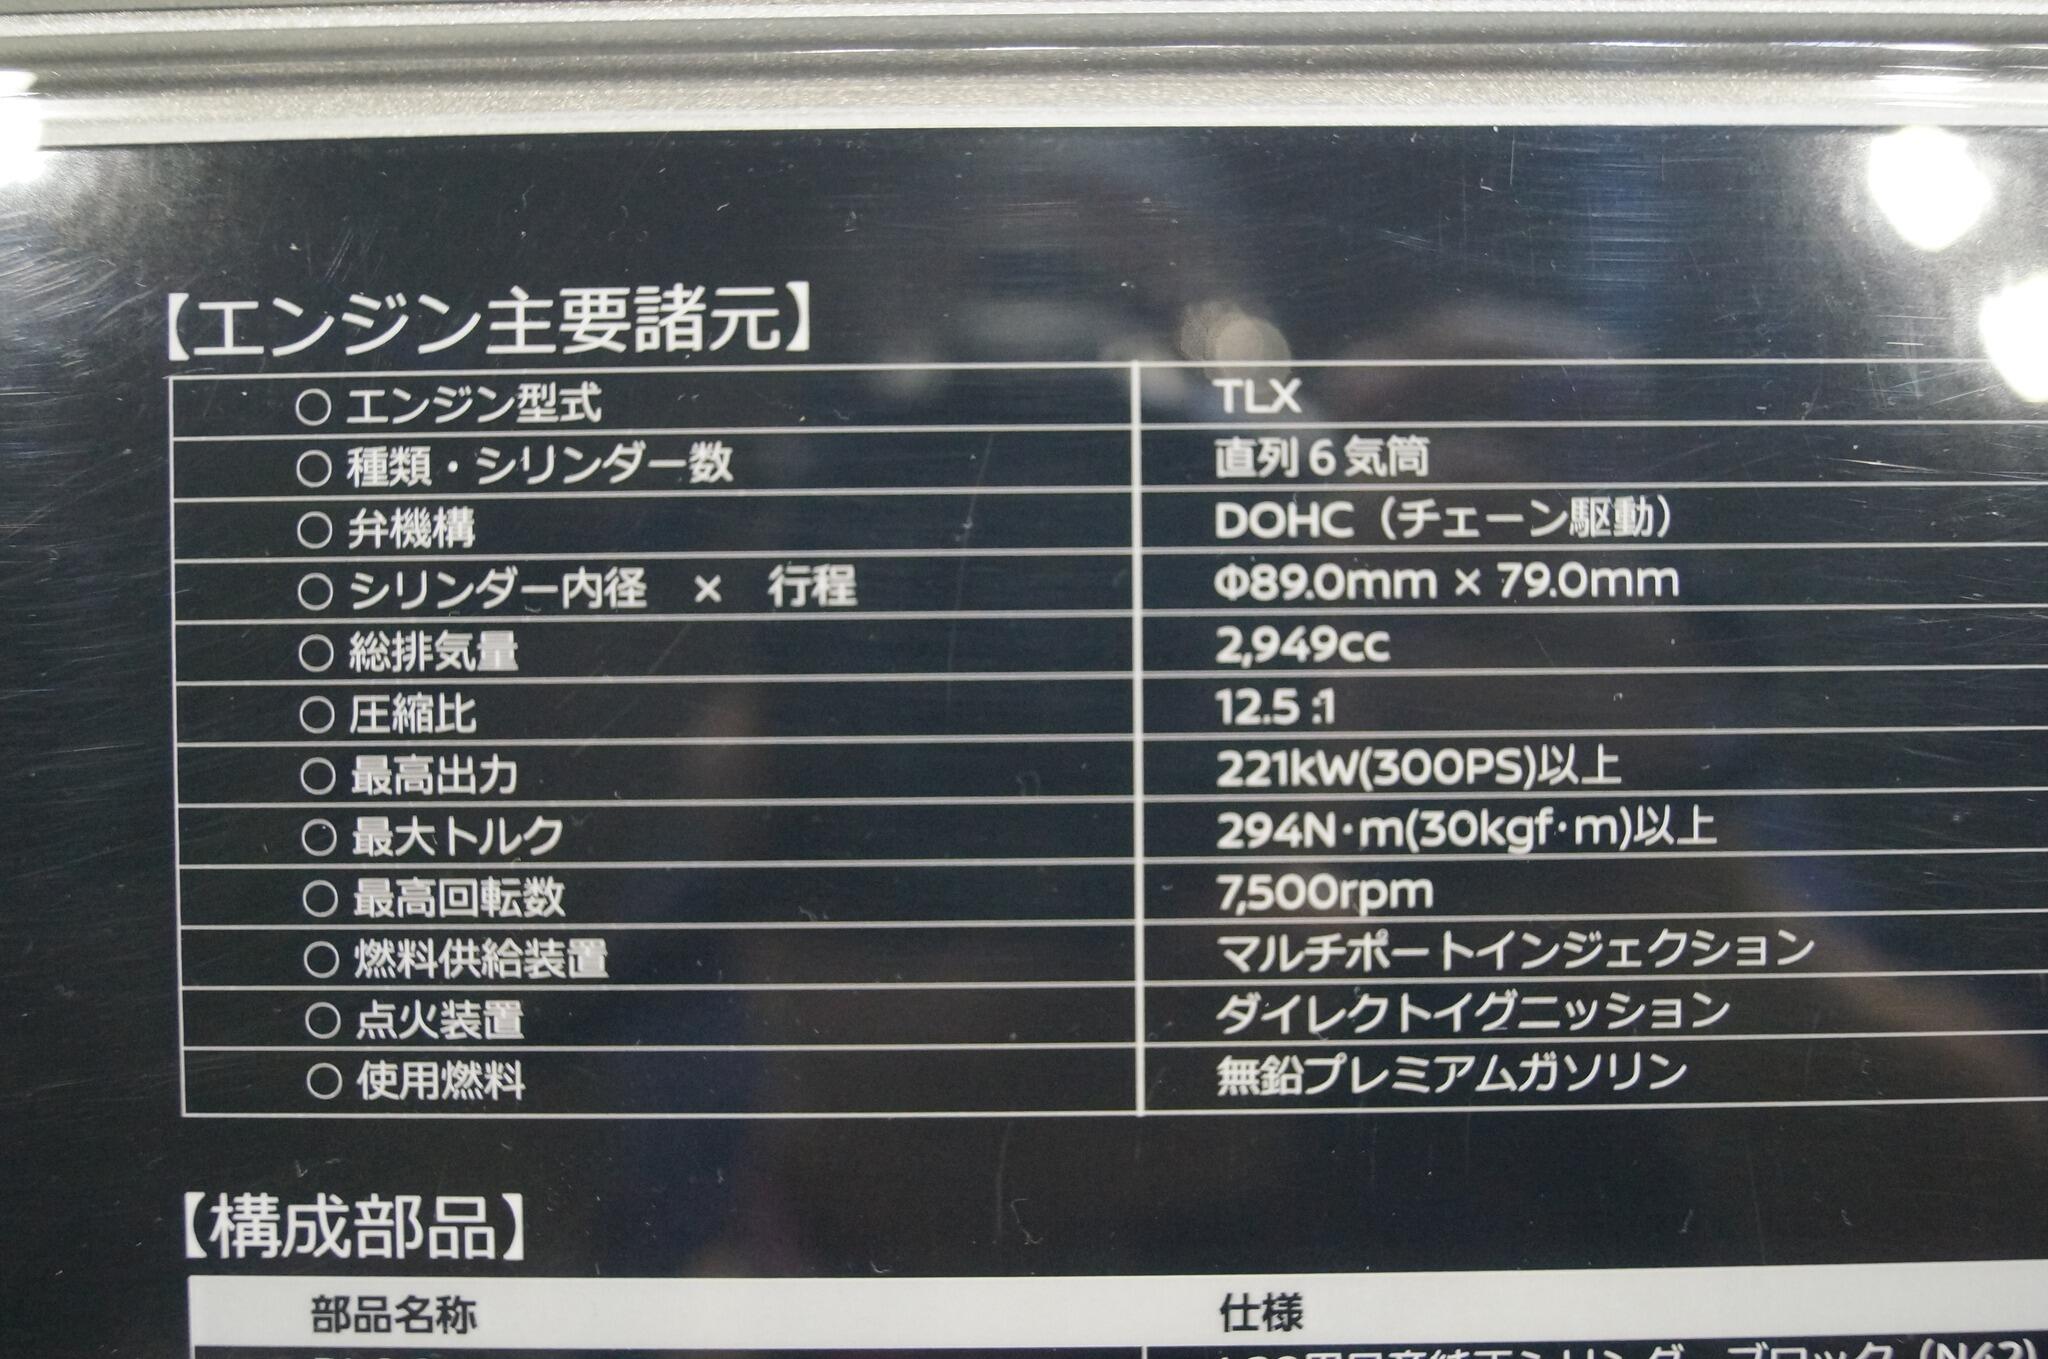 【エンジン主要諸元】
○ エンジン型式 TLX
○ 種類・シリンダー数 直列6気筒
○ 弁機構 DOHC（チェーン駆動）
○ シリンダー内径　×　行程 Φ89.0mm × 79.0mm
○ 総排気量 2,949cc
○ 圧縮比 12.5 :1
○ 最高出力 221kW(300PS)以上
○ 最大トルク 294N・m(30kgf・m)以上
○ 最高回転数 7,500rpm
○ 燃料供給装置 マルチポートインジェクション
○ 点火装置 ダイレクトイグニッション
○ 使用燃料 無鉛プレミアムガソリン
【構成部品】
部品名称 仕様